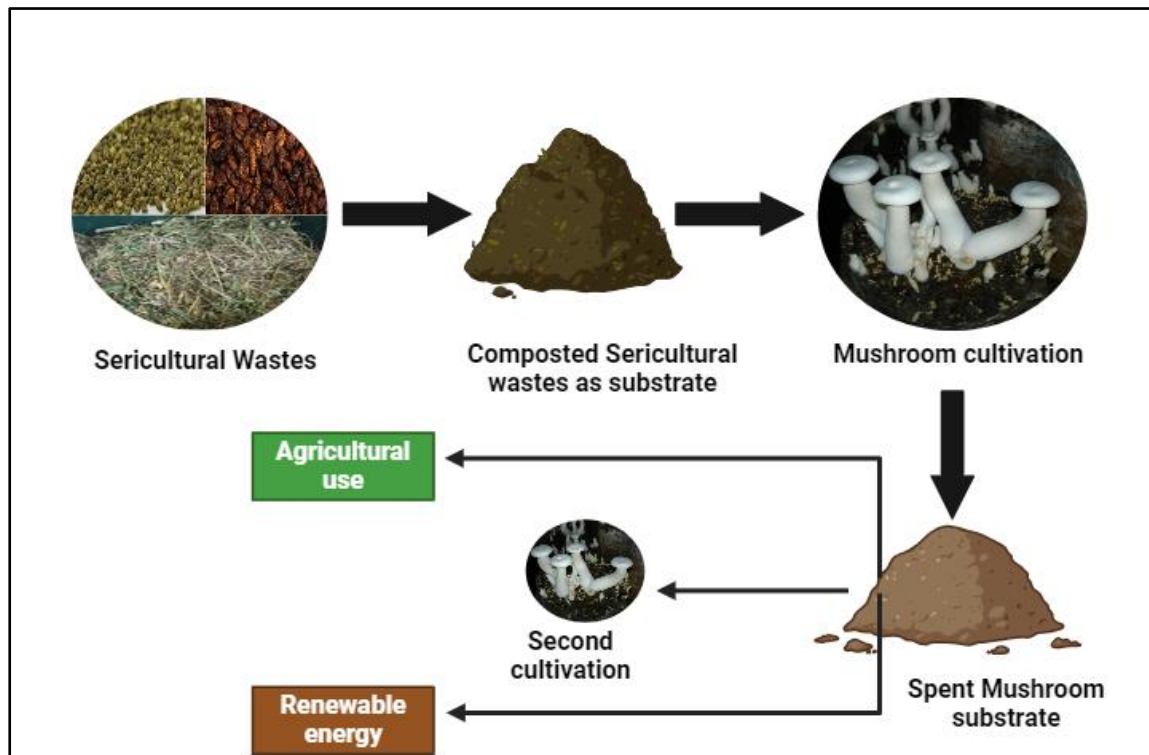 Sericultural Wastes
Composted Sericultural
wastes as substrate
Mushroom cultivation
Agricultural
use
Second
cultivation
Spent Mushroom
substrate
Renewable
energy